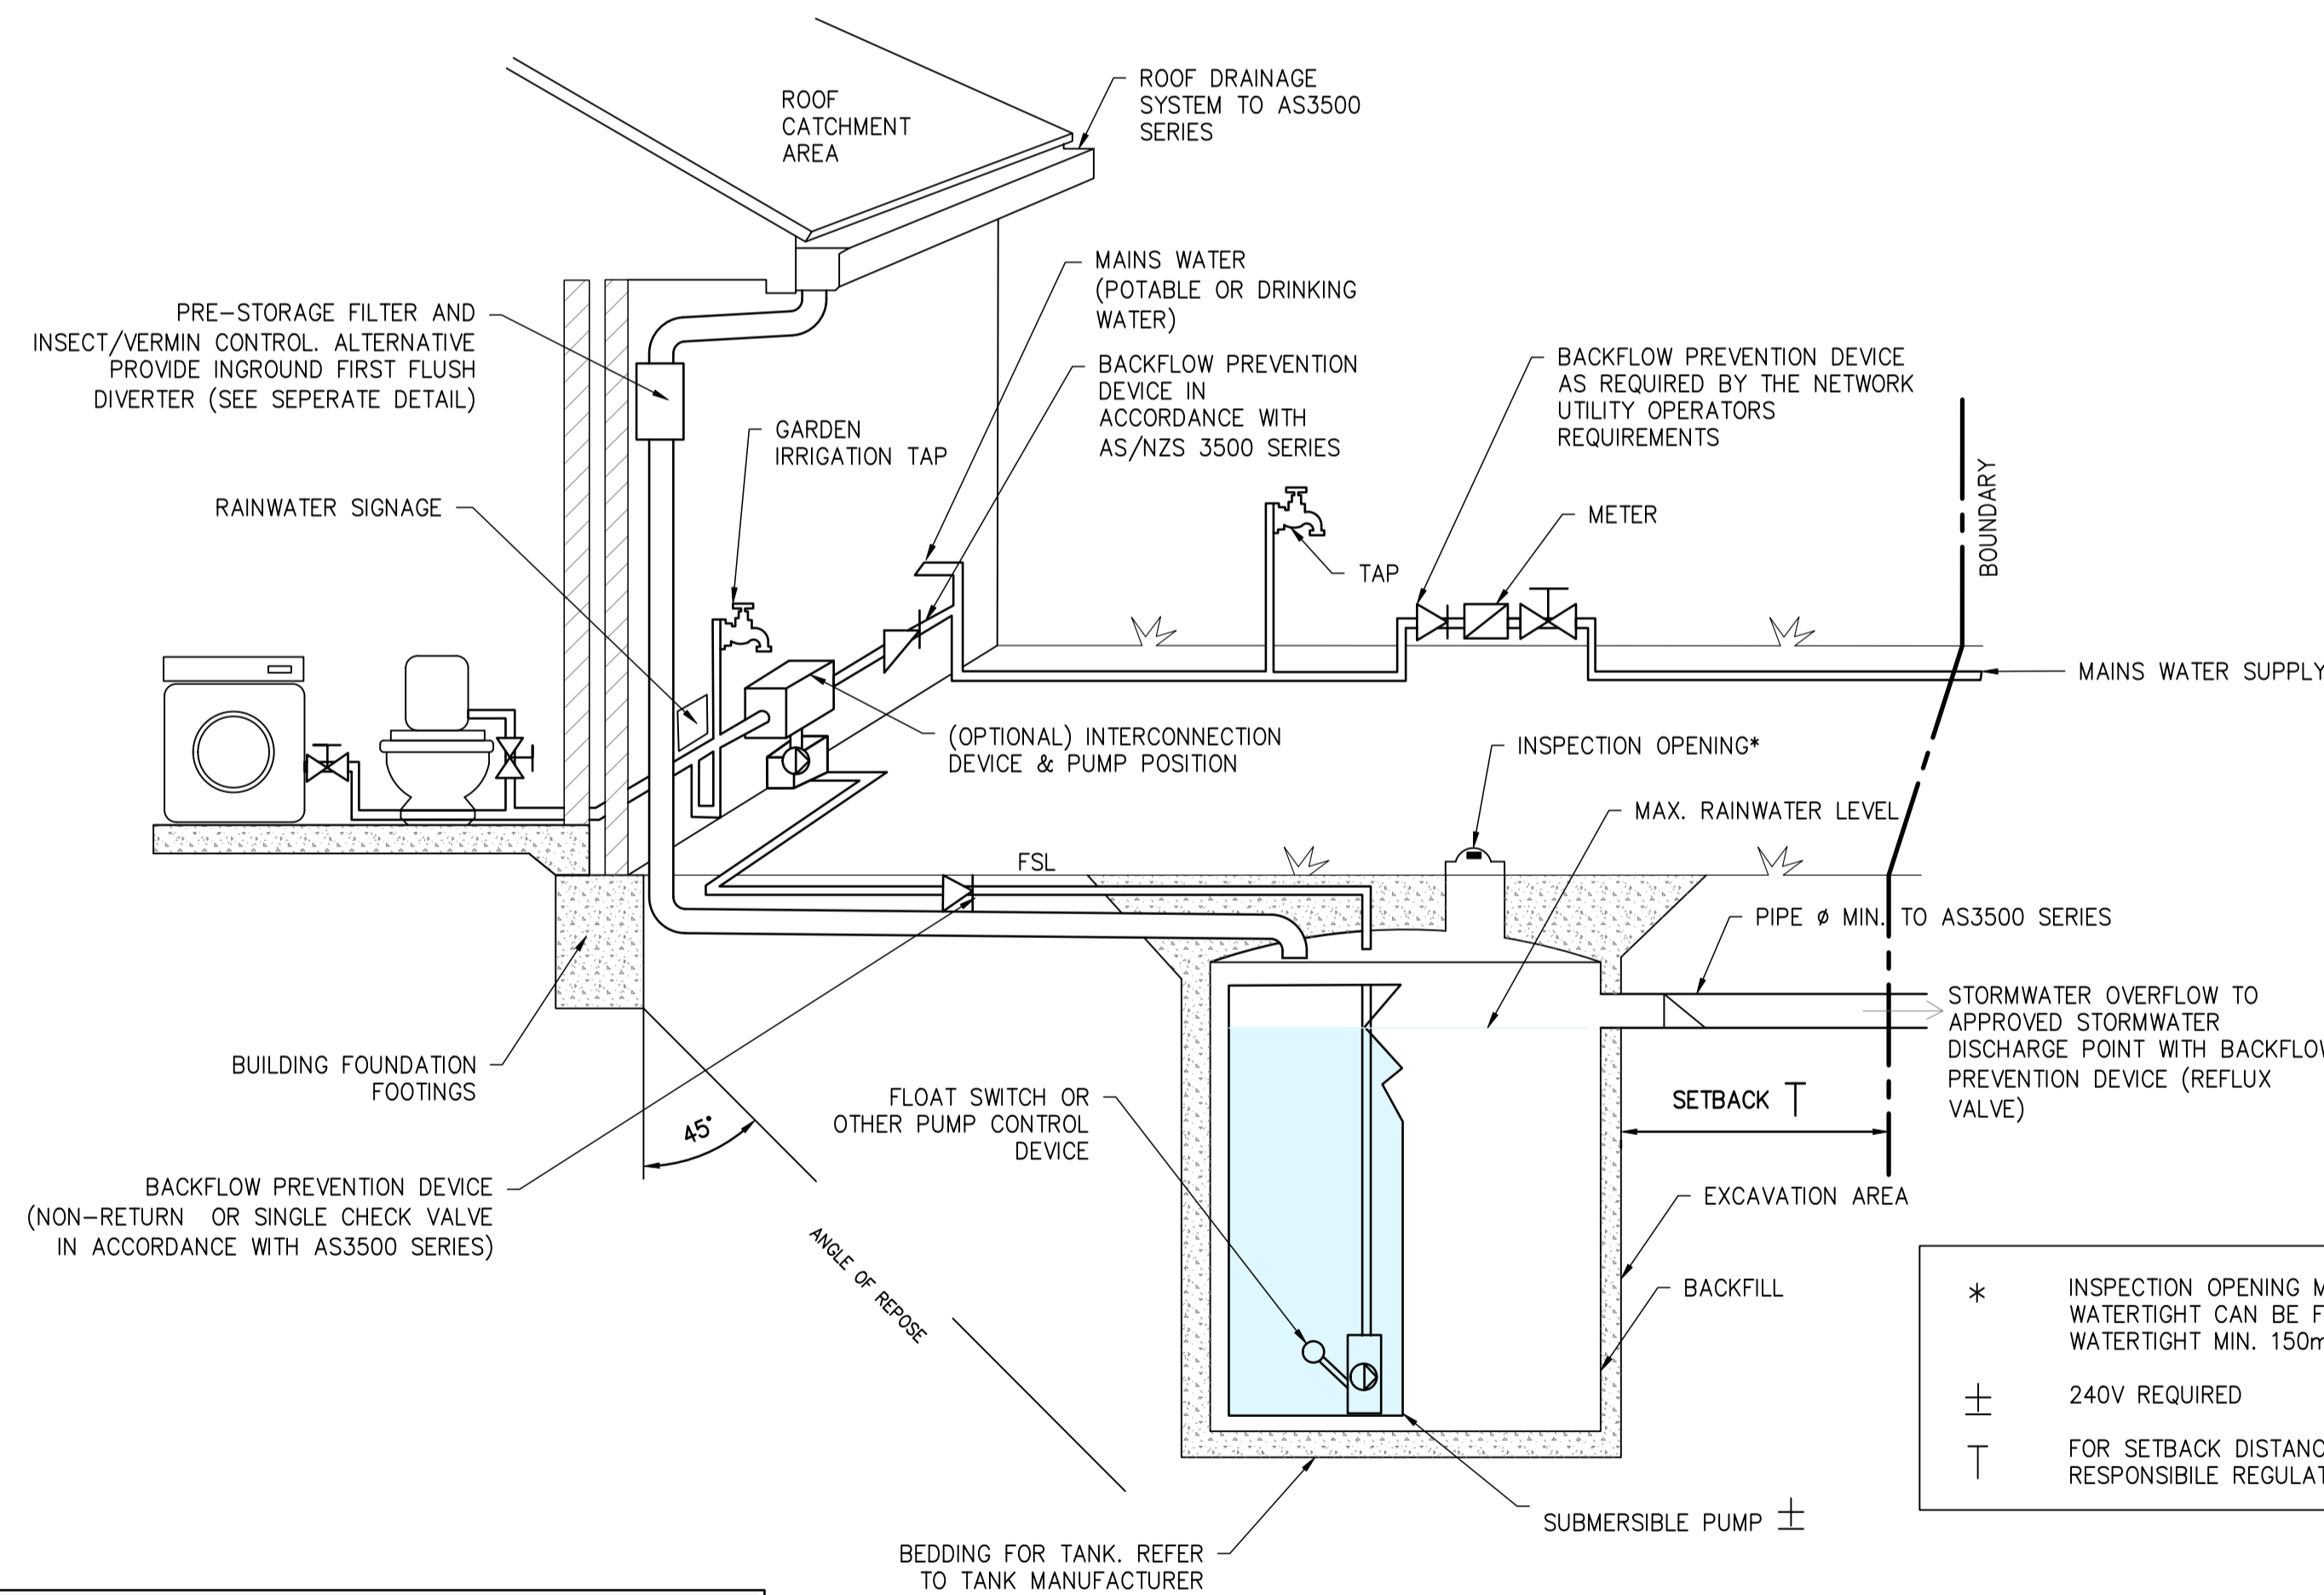 ROOF
CATCHMENT
AREA
ROOF DRAINAGE
SYSTEM TO AS3500
SERIES
PRE-STORAGE FILTER AND
INSECT/VERMIN CONTROL. ALTERNATIVE
PROVIDE INGROUND FIRST FLUSH
DIVERTER (SEE SEPERATE DETAIL)
MAINS WATER
(POTABLE OR DRINKING
WATER)
BACKFLOW PREVENTION
DEVICE IN
ACCORDANCE WITH
AS/NZS 3500 SERIES
BACKFLOW PREVENTION DEVICE
AS REQUIRED BY THE NETWORK
UTILITY OPERATORS
REQUIREMENTS
GARDEN
IRRIGATION TAP
RAINWATER SIGNAGE
METER
TAP
BOUNDARY
MAINS WATER SUPPLY
(OPTIONAL) INTERCONNECTION
DEVICE & PUMP POSITION
INSPECTION OPENING*
MAX. RAINWATER LEVEL
FSL
PIPE ø MIN. TO AS3500 SERIES
STORMWATER OVERFLOW TO
APPROVED STORMWATER
DISCHARGE POINT WITH BACKFLOW
PREVENTION DEVICE (REFLUX
VALVE)
BUILDING FOUNDATION
FOOTINGS
FLOAT SWITCH OR
OTHER PUMP CONTROL
DEVICE
SETBACK ⊤
45°
BACKFLOW PREVENTION DEVICE
(NON-RETURN OR SINGLE CHECK VALVE
IN ACCORDANCE WITH AS3500 SERIES)
EXCAVATION AREA
ANGLE OF REPOSE
BACKFILL
* INSPECTION OPENING M
WATERTIGHT CAN BE F
WATERTIGHT MIN. 150m
± 240V REQUIRED
⊤ FOR SETBACK DISTANC
RESPONSIBILE REGULAT
SUBMERSIBLE PUMP ±
BEDDING FOR TANK. REFER
TO TANK MANUFACTURER